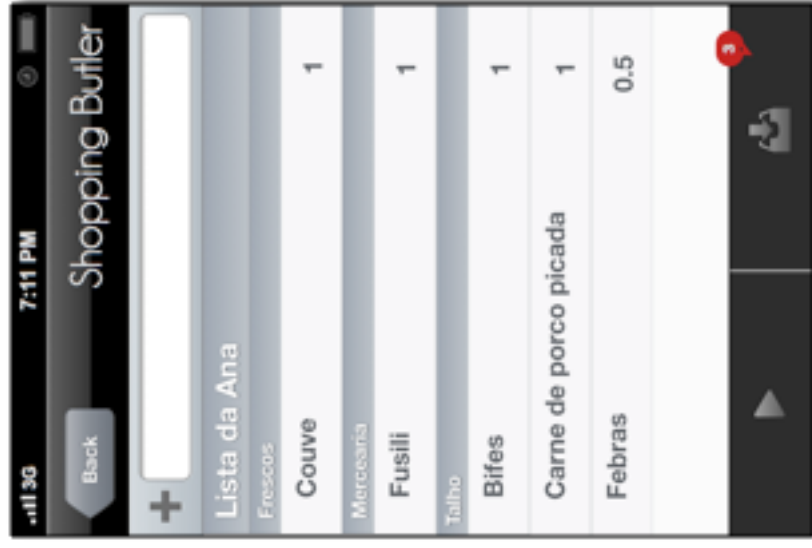 3G 7:11 PM
Back Shopping Butler
+
Lista da Ana
Frescos
Couve 1
Mercearia
Fusili 1
Talho
Bifes 1
Carne de porco picada 1
Febras 0.5
3